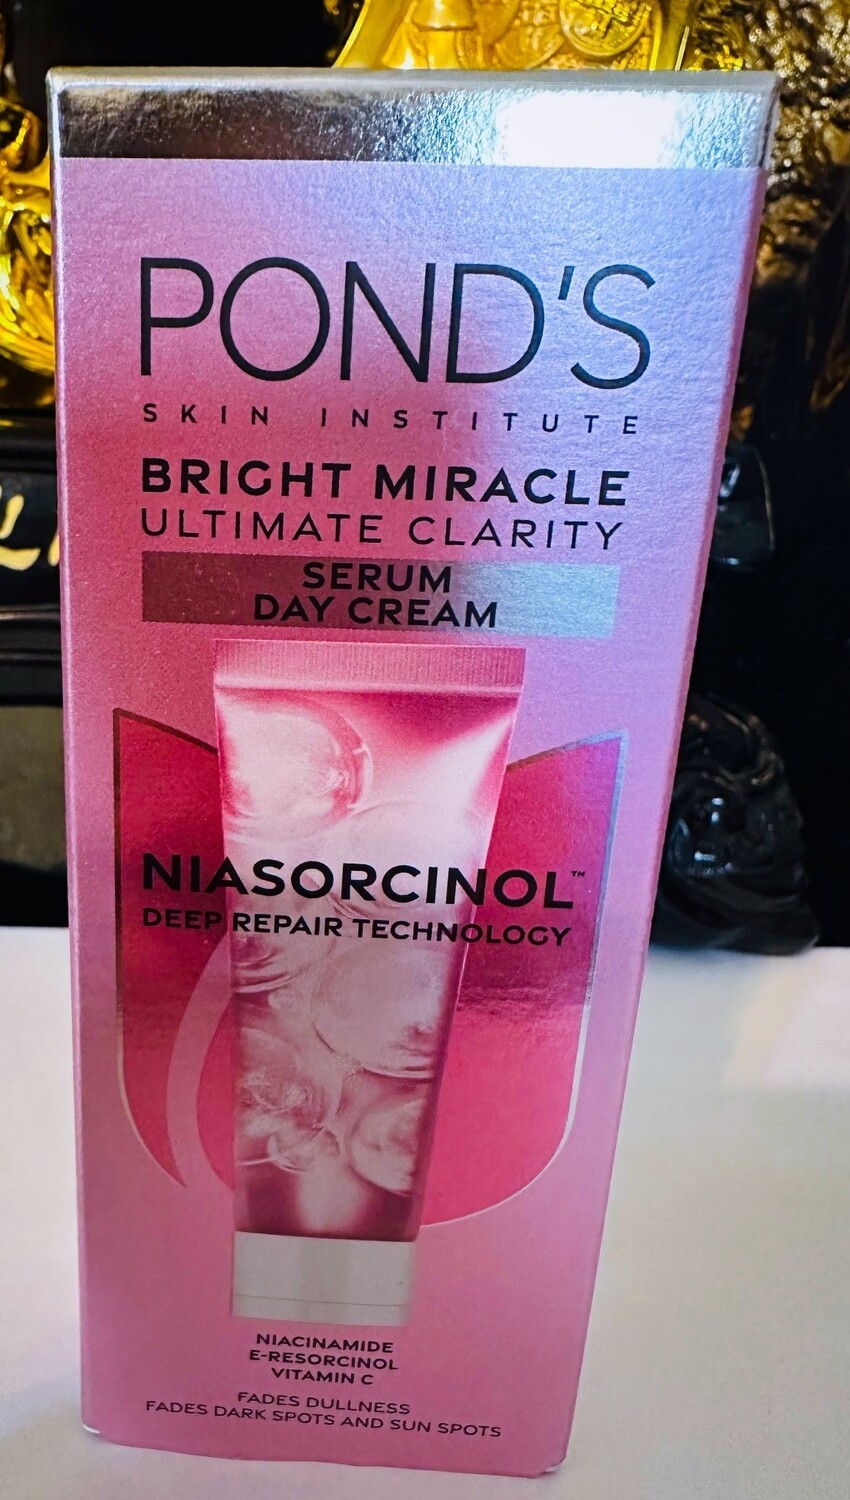 POND'S
SKIN INSTITUTE
BRIGHT MIRACLE
ULTIMATE CLARITY
SERUM
DAY CREAM
NIASORCINOL™
DEEP REPAIR TECHNOLOGY
NIACINAMIDE
E-RESORCINOL
VITAMIN C
FADES DULLNESS
FADES DARK SPOTS AND SUN SPOTS